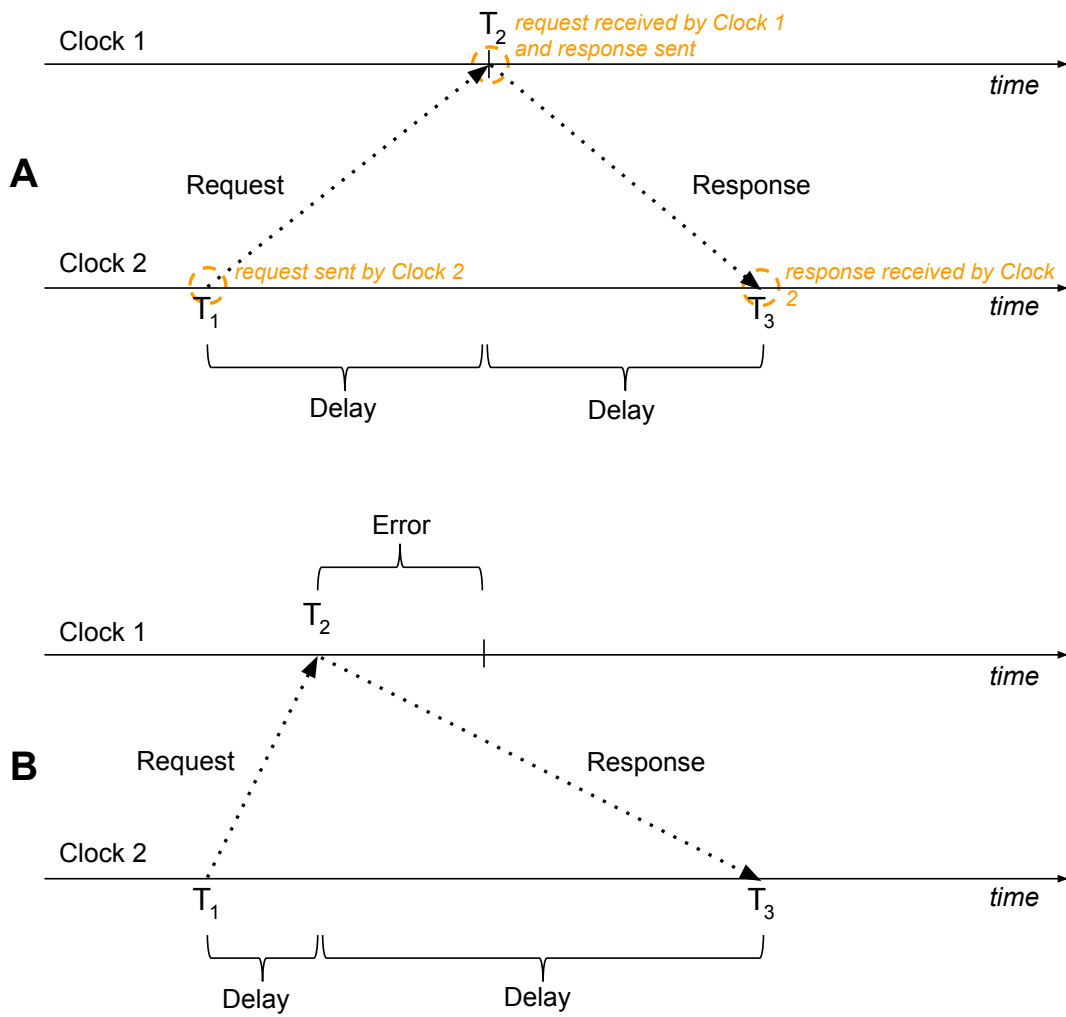 T2 request received by Clock 1
Clock 1 and response sent
time
A
Request Response
Clock 2 request sent by Clock 2 response received by Clock
2
T1 T3 time
Delay Delay
Error
T2
Clock 1
time
B
Request Response
Clock 2
T1 T3 time
Delay Delay